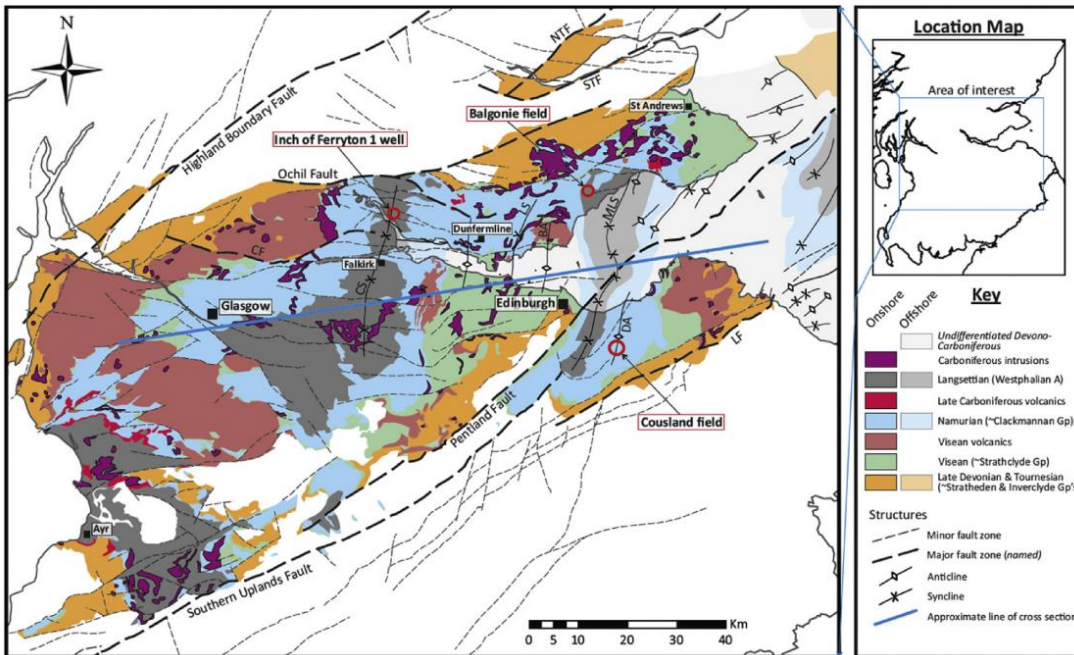 N
NTF
STF
St Andrews
Balgonie field
Highland Boundary Fault
Inch of Ferryton 1 well
Ochil Fault
LS
MLS
BA
Dunfermline
CF
Falkirk
CS
Glasgow
Edinburgh
DA
LF
Pentland Fault
Cousland field
Ayr
Southern Uplands Fault
Km
0 5 10 20 30 40
Location Map
Area of interest
Key
Onshore
Offshore
Undifferentiated Devono-
Carboniferous
Carboniferous intrusions
Langsettian (Westphalian A)
Late Carboniferous volcanics
Namurian (~Clackmannan Gp)
Visean volcanics
Visean (~Strathclyde Gp)
Late Devonian & Tournesian
(~Stratheden & Inverclyde Gp's
Structures
Minor fault zone
Major fault zone (named)
Anticline
Syncline
Approximate line of cross section